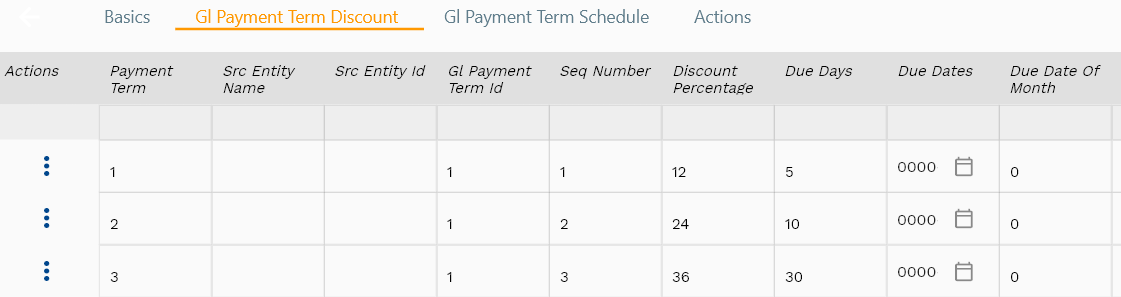 Basics Gl Payment Term Discount Gl Payment Term Schedule Actions
Actions Payment Term Src Entity Name Src Entity Id Gl Payment Term Id Seq Number Discount Percentage Due Days Due Dates Due Date Of Month
1 1 1 12 5 0000 0
2 1 2 24 10 0000 0
3 1 3 36 30 0000 0